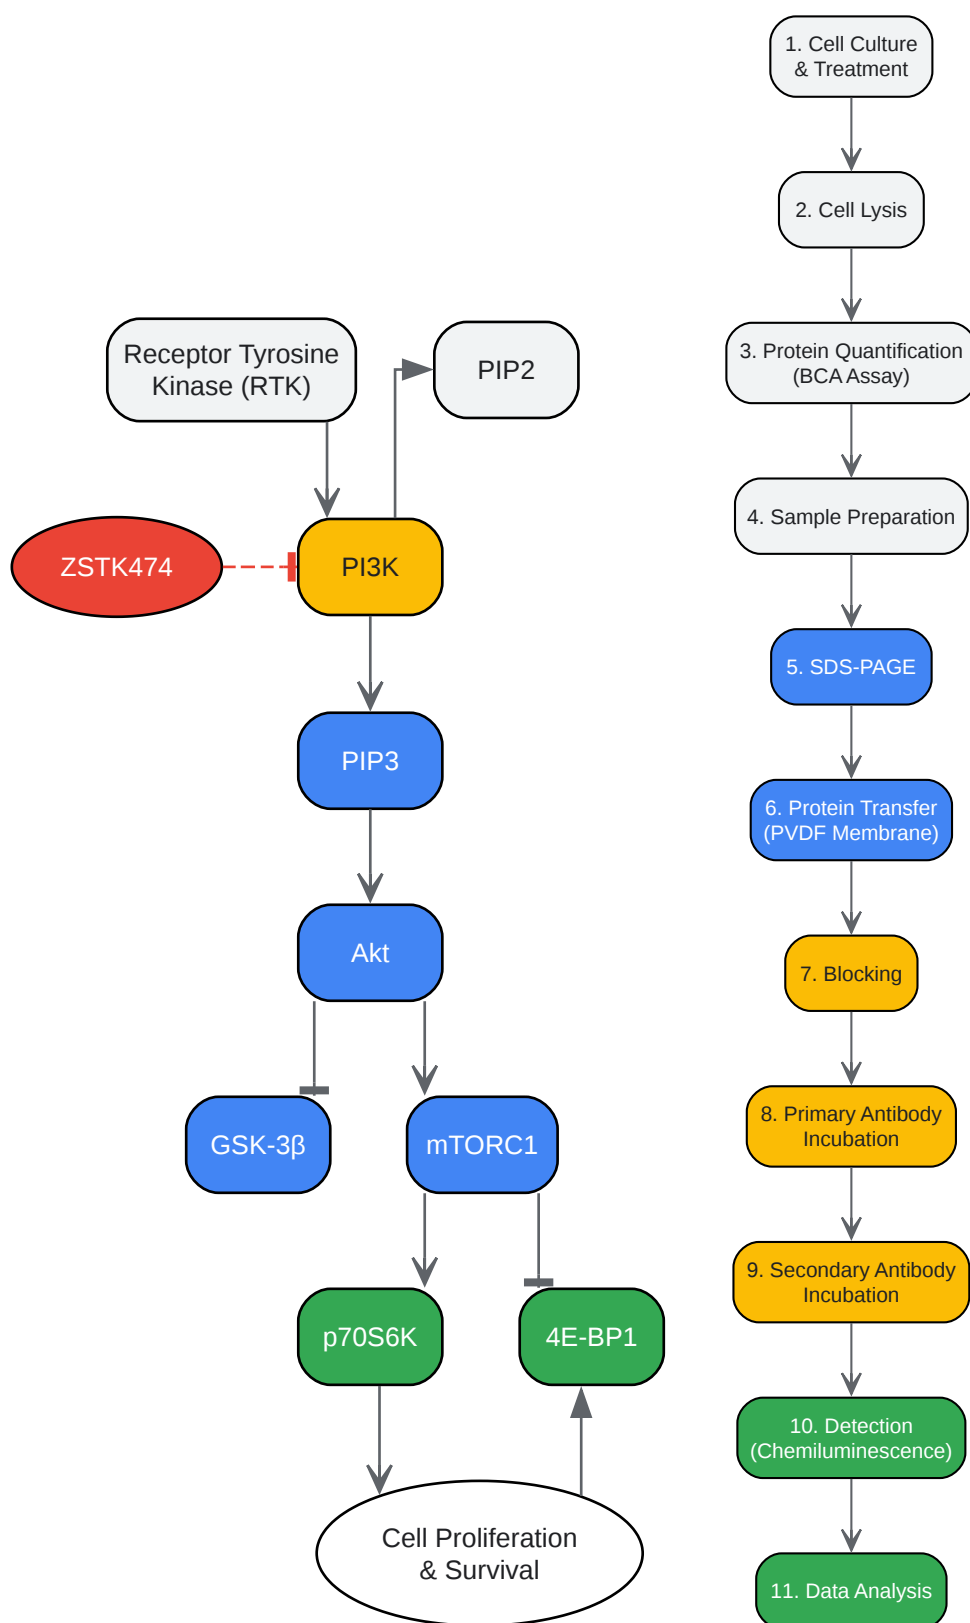 Receptor Tyrosine
Kinase (RTK)
PIP2
ZSTK474
PI3K
PIP3
Akt
GSK-3β
mTORC1
p70S6K
4E-BP1
Cell Proliferation
& Survival
1. Cell Culture
& Treatment
2. Cell Lysis
3. Protein Quantification
(BCA Assay)
4. Sample Preparation
5. SDS-PAGE
6. Protein Transfer
(PVDF Membrane)
7. Blocking
8. Primary Antibody
Incubation
9. Secondary Antibody
Incubation
10. Detection
(Chemiluminescence)
11. Data Analysis